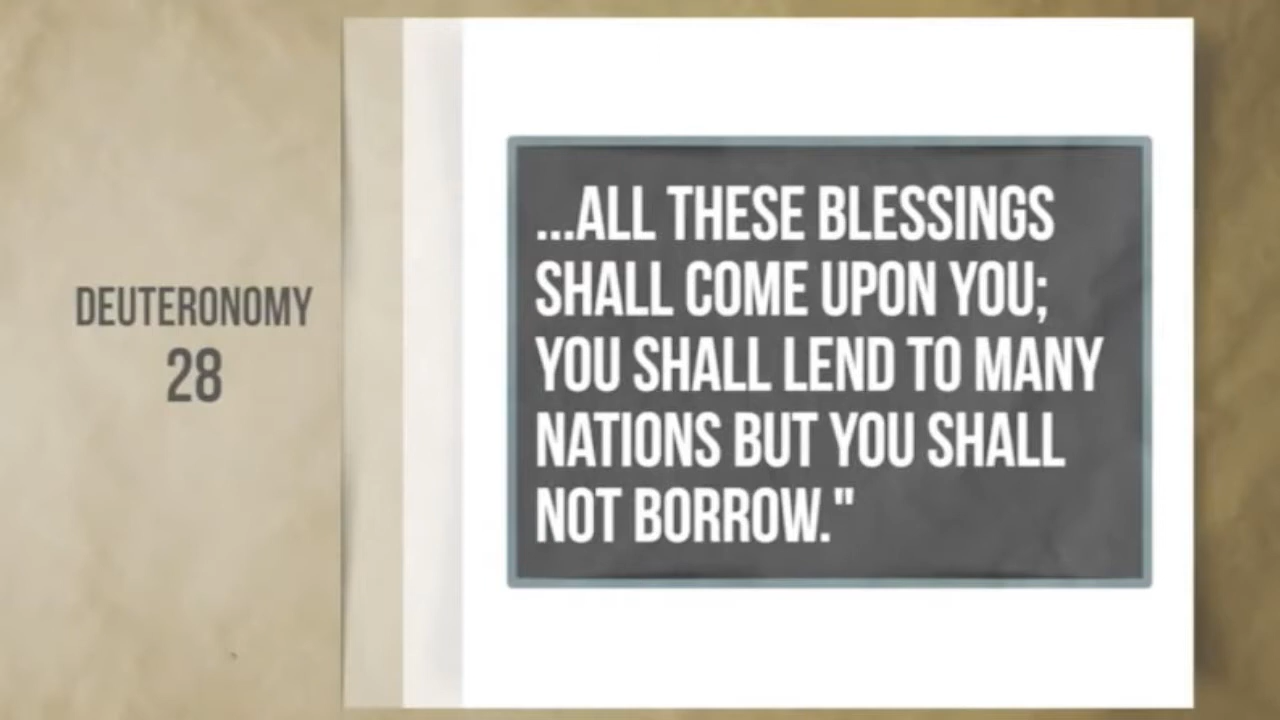 DEUTERONOMY
28
...ALL THESE BLESSINGS
SHALL COME UPON YOU;
YOU SHALL LEND TO MANY
NATIONS BUT YOU SHALL
NOT BORROW."